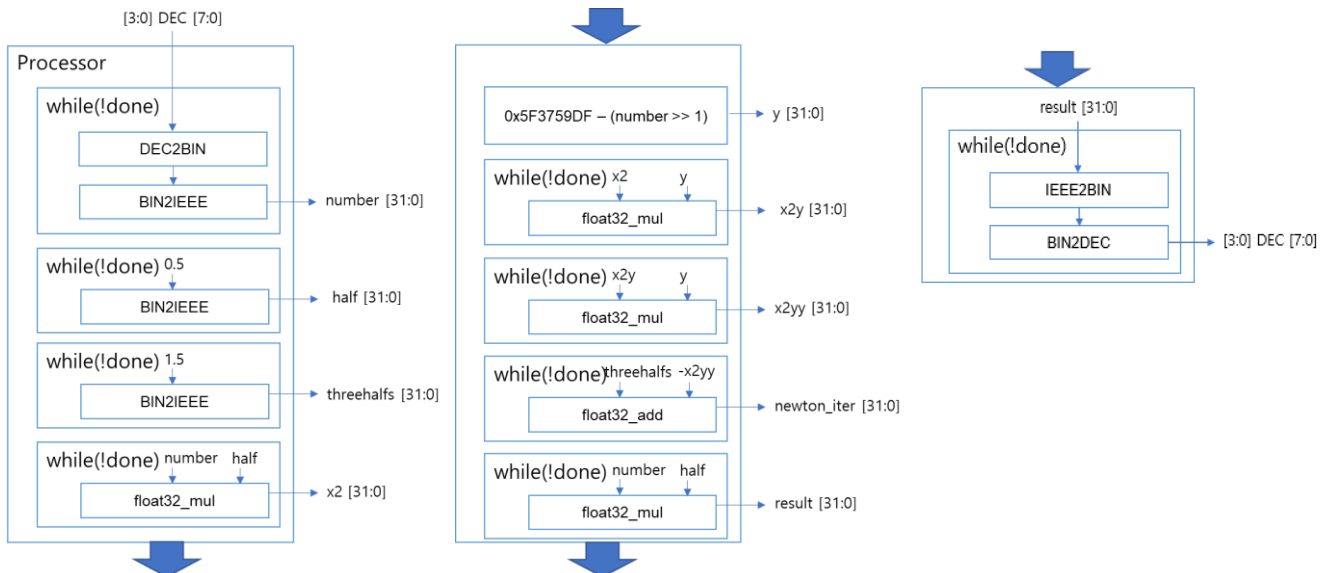 [3:0] DEC [7:0]
Processor
while(!done)
DEC2BIN
BIN2IEEE
number [31:0]
while(!done) 0.5
BIN2IEEE
half [31:0]
while(!done) 1.5
BIN2IEEE
threehalfs [31:0]
while(!done) number half
float32_mul
x2 [31:0]
0x5F3759DF – (number >> 1)
y [31:0]
while(!done) x2 y
float32_mul
x2y [31:0]
while(!done) x2y y
float32_mul
x2yy [31:0]
while(!done) threehalfs -x2yy
float32_add
newton_iter [31:0]
while(!done) number half
float32_mul
result [31:0]
result [31:0]
while(!done)
IEEE2BIN
BIN2DEC
[3:0] DEC [7:0]